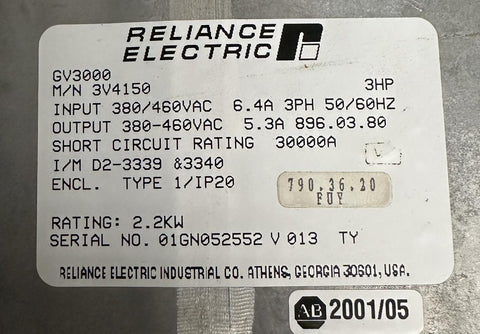 RELIANCE
ELECTRIC
GV3000
M/N 3V4150 3HP
INPUT 380/460VAC 6.4A 3PH 50/60HZ
OUTPUT 380-460VAC 5.3A 896.03.80
SHORT CIRCUIT RATING 30000A
I/M D2-3339 &3340
ENCL. TYPE 1/IP20
790.36.20
FUY
RATING: 2.2KW
SERIAL NO. 01GN052552 V 013 TY
RELIANCE ELECTRIC INDUSTRIAL CO. ATHENS, GEORGIA 30601, U.S.A.
AB 2001/05